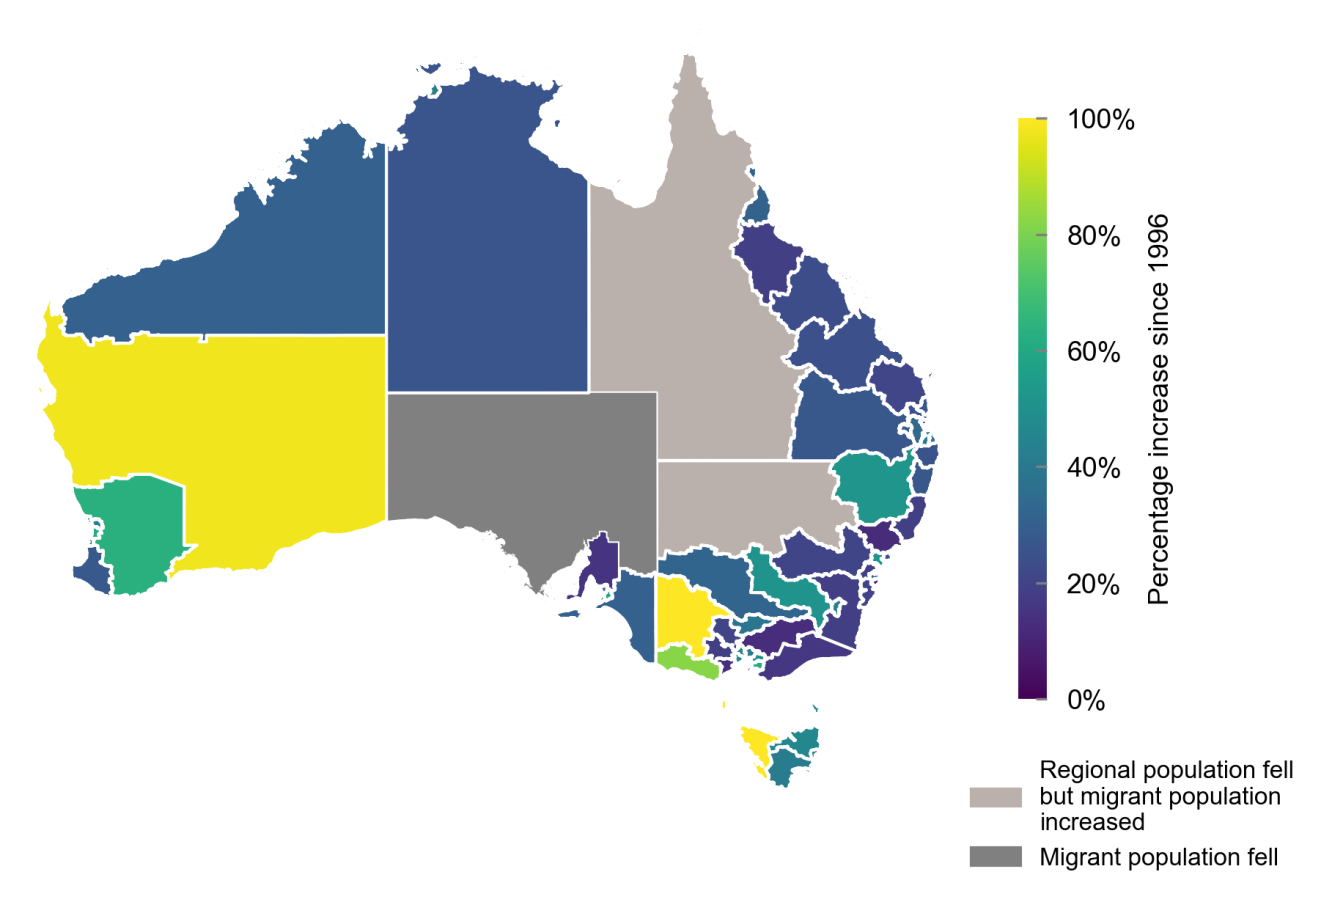 100%
80%
60%
40%
20%
0%
Percentage increase since 1996
Regional population fell
but migrant population
increased
Migrant population fell